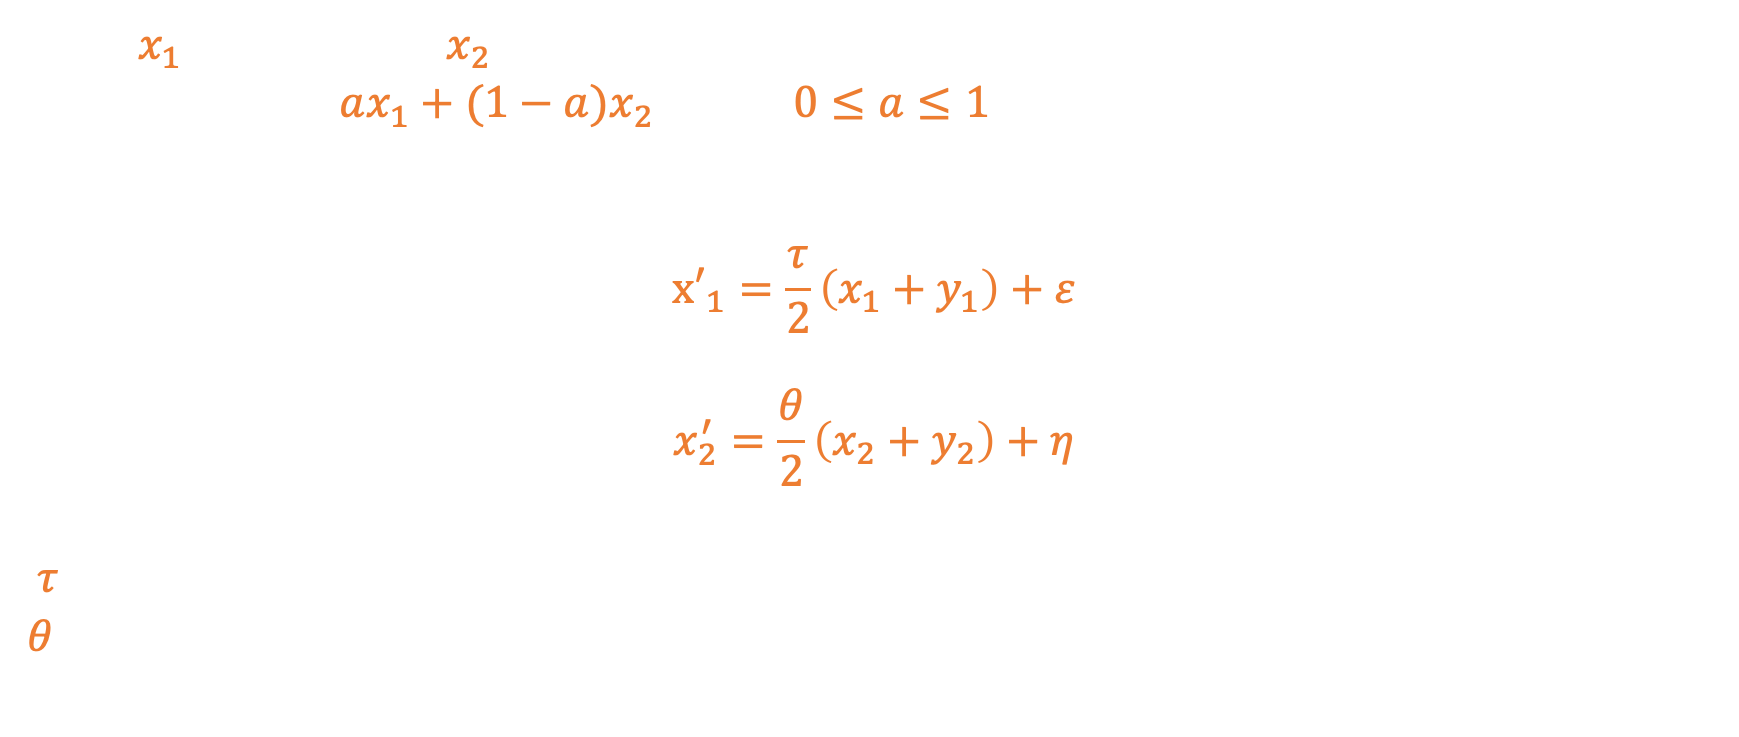 x₁ x₂
ax₁ + (1 − a)x₂ 0 ≤ a ≤ 1
x′₁ = τ/2 (x₁ + y₁) + ε
x′₂ = θ/2 (x₂ + y₂) + η
τ
θ